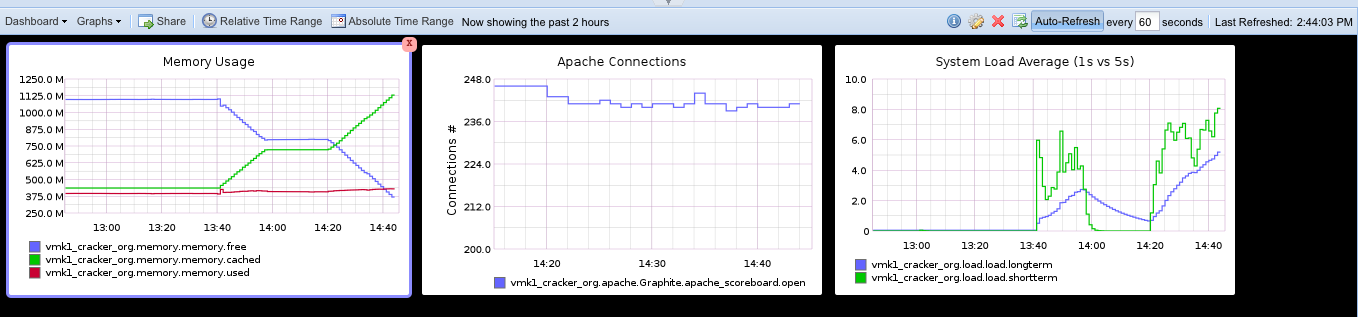 Dashboard Graphs Share Relative Time Range Absolute Time Range Now showing the past 2 hours Auto-Refresh every 60 seconds Last Refreshed: 2:44:03 PM
X
Memory Usage
1250.0 M
1125.0 M
1000.0 M
875.0 M
750.0 M
625.0 M
500.0 M
375.0 M
250.0 M
13:00 13:20 13:40 14:00 14:20 14:40
vmk1_cracker_org.memory.memory.free
vmk1_cracker_org.memory.memory.cached
vmk1_cracker_org.memory.memory.used
Apache Connections
Connections #
248.0
236.0
224.0
212.0
200.0
14:20 14:30 14:40
vmk1_cracker_org.apache.Graphite.apache_scoreboard.open
System Load Average (1s vs 5s)
10.0
8.0
6.0
4.0
2.0
0
13:00 13:20 13:40 14:00 14:20 14:40
vmk1_cracker_org.load.load.longterm
vmk1_cracker_org.load.load.shortterm